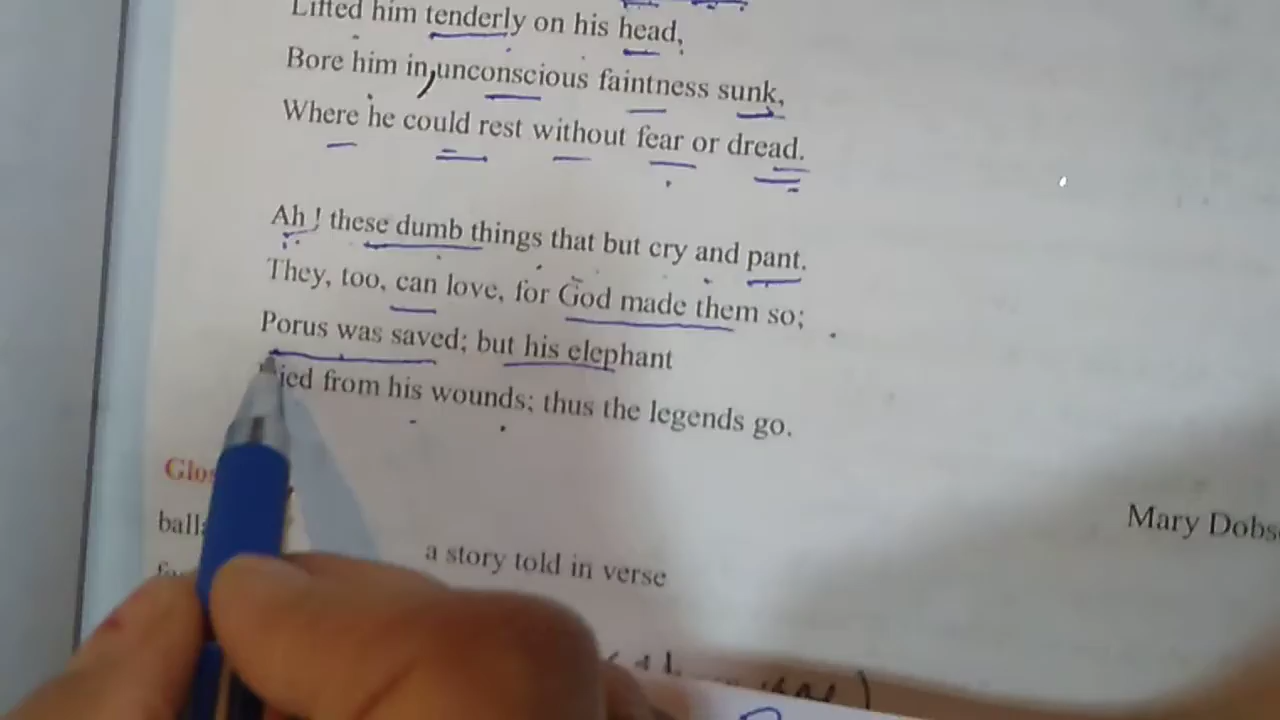 Lifted him tenderly on his head,
Bore him in, unconscious faintness sunk,
Where he could rest without fear or dread.
Ah ! these dumb things that but cry and pant.
They, too, can love, for God made them so;
Porus was saved; but his elephant
ied from his wounds; thus the legends go.
Glos
Mary Dobs
ball
a story told in verse